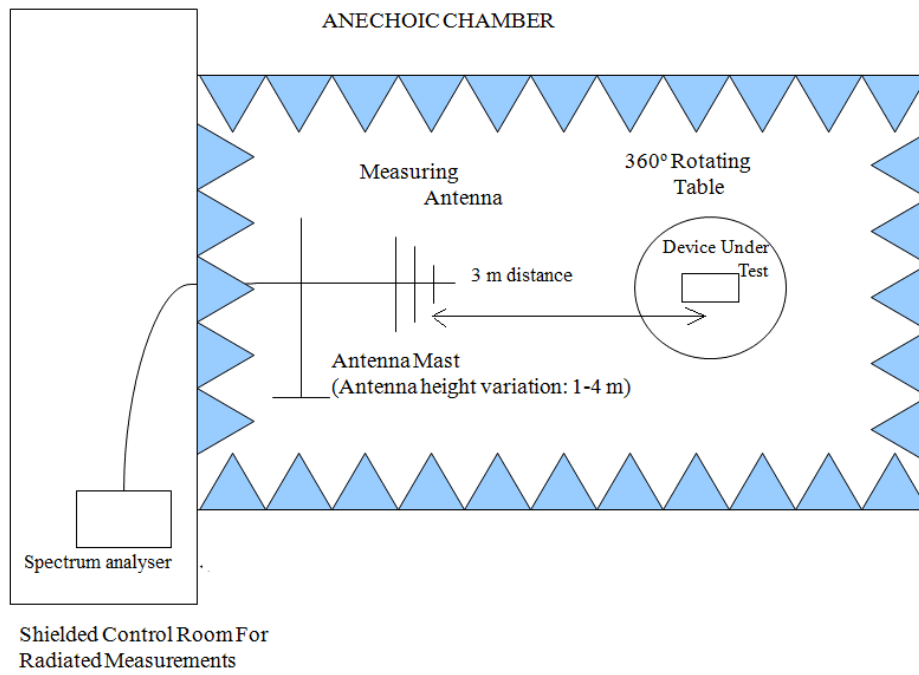 ANECHOIC CHAMBER
Measuring
Antenna
360º Rotating
Table
Device Under
Test
3 m distance
Antenna Mast
(Antenna height variation: 1-4 m)
Spectrum analyser
Shielded Control Room For
Radiated Measurements